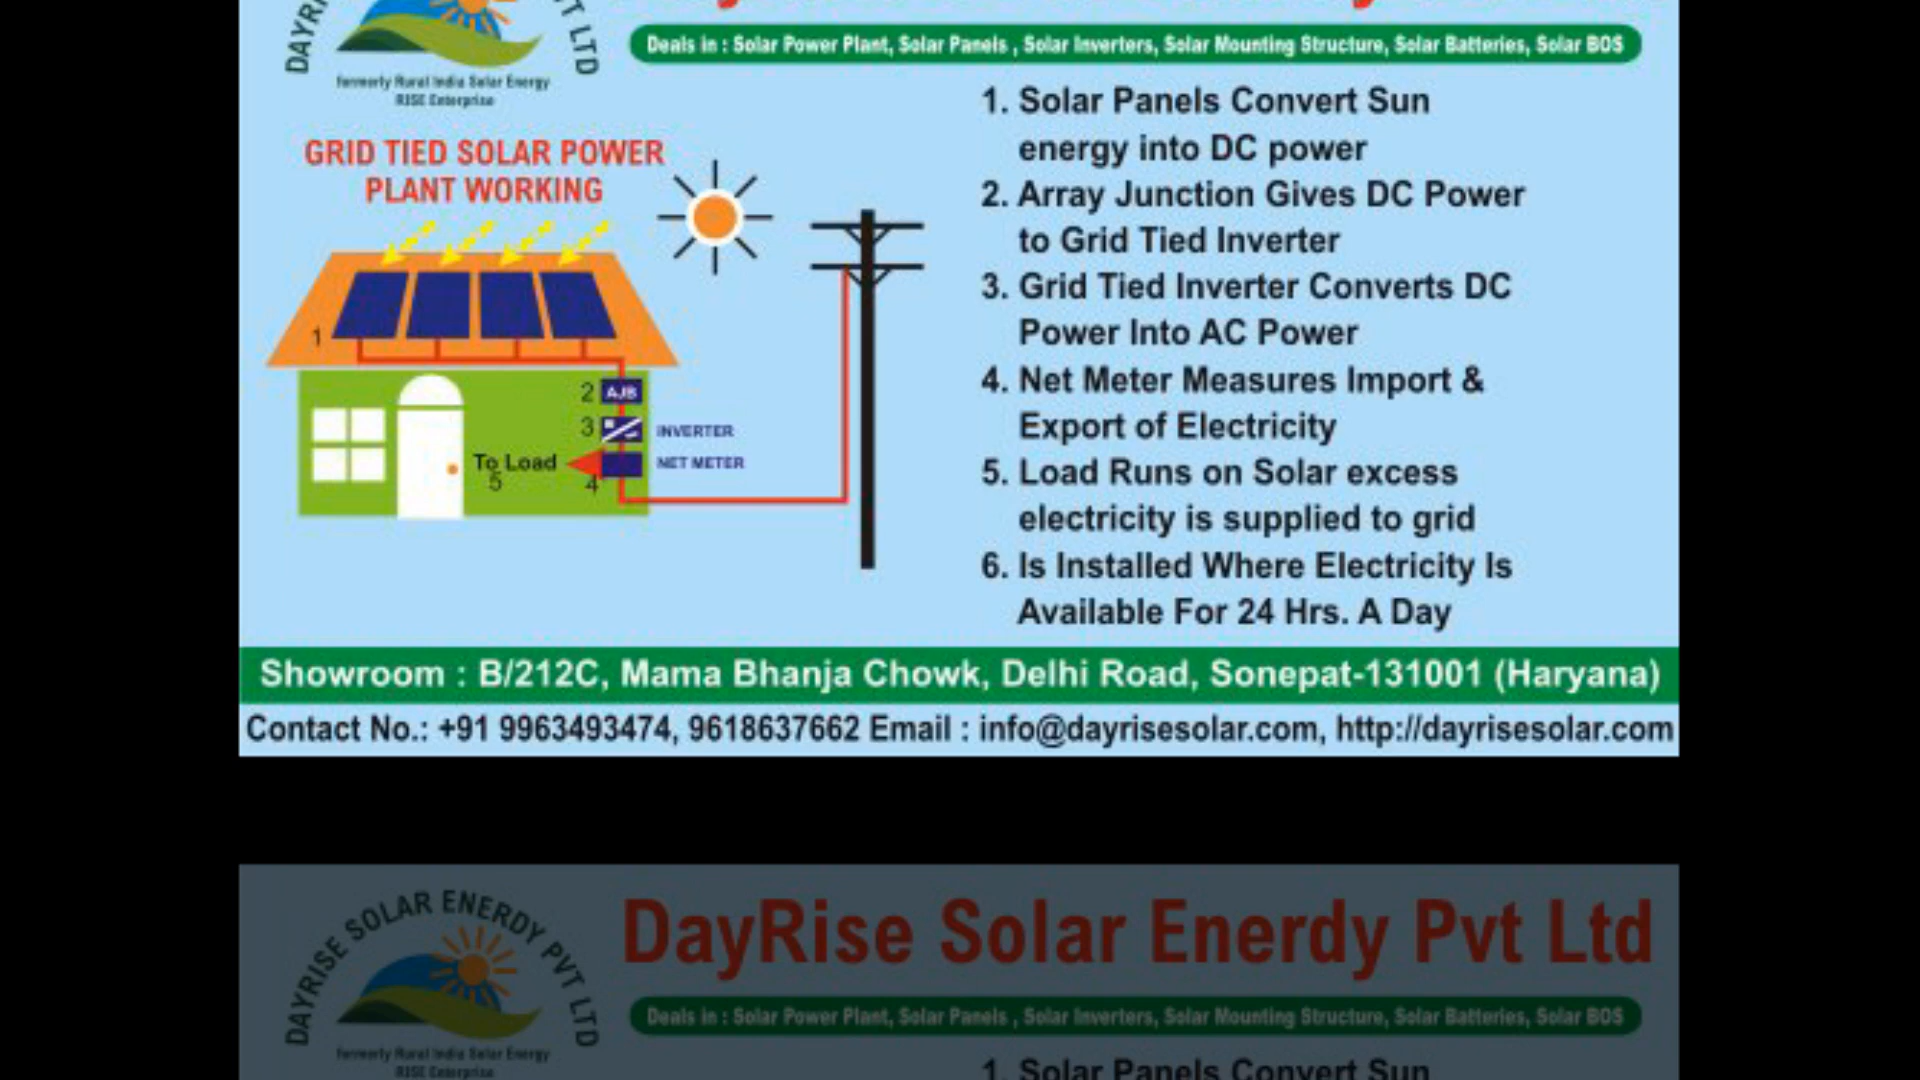 DAYRI
T LTD
formerly Rural India Solar Energy
RISE Enterprise
Deals in : Solar Power Plant, Solar Panels , Solar Inverters, Solar Mounting Structure, Solar Batteries, Solar BOS
GRID TIED SOLAR POWER
PLANT WORKING
1
2 AJB
3 INVERTER
To Load NET METER
5 4
1. Solar Panels Convert Sun
energy into DC power
2. Array Junction Gives DC Power
to Grid Tied Inverter
3. Grid Tied Inverter Converts DC
Power Into AC Power
4. Net Meter Measures Import &
Export of Electricity
5. Load Runs on Solar excess
electricity is supplied to grid
6. Is Installed Where Electricity Is
Available For 24 Hrs. A Day
Showroom : B/212C, Mama Bhanja Chowk, Delhi Road, Sonepat-131001 (Haryana)
Contact No.: +91 9963493474, 9618637662 Email : info@dayrisesolar.com, http://dayrisesolar.com
DAYRISE SOLAR ENERDY PVT LTD
formerly Rural India Solar Energy
RISE Enterprise
DayRise Solar Enerdy Pvt Ltd
Deals in : Solar Power Plant, Solar Panels , Solar Inverters, Solar Mounting Structure, Solar Batteries, Solar BOS
1. Solar Panels Convert Sun